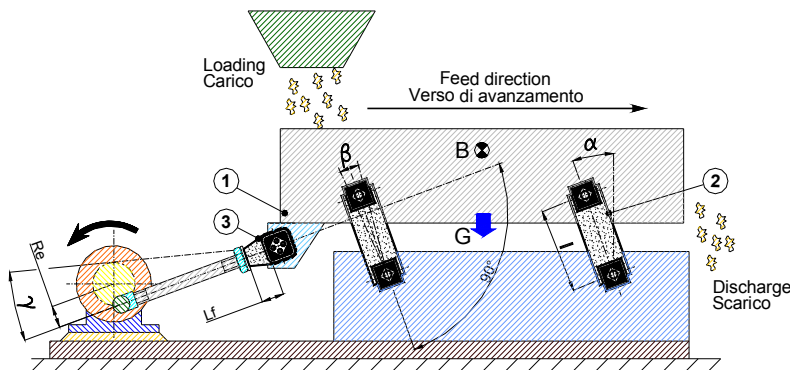 Loading
Carico
Feed direction
Verso di avanzamento
β
B
α
1
2
3
G
Re
l
90°
γ
Lf
Discharge
Scarico